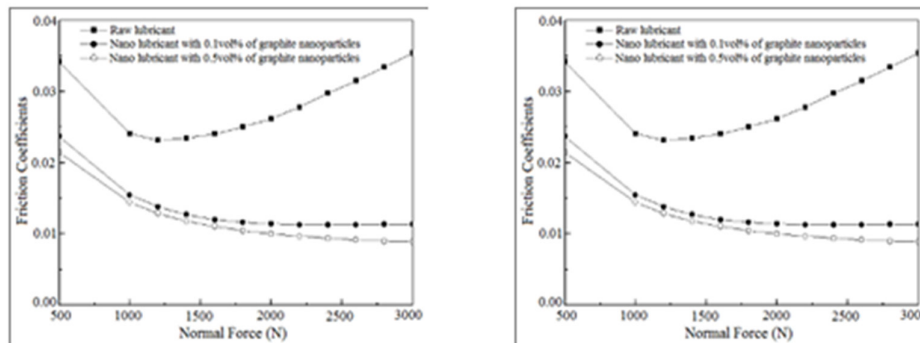 0.04
Raw lubricant
Nano lubricant with 0.1vol% of graphite nanoparticles
Nano lubricant with 0.5vol% of graphite nanoparticles
0.03
0.02
0.01
0.00
Friction Coefficients
500 1000 1500 2000 2500 3000
Normal Force (N)
0.04
Raw lubricant
Nano lubricant with 0.1vol% of graphite nanoparticles
Nano lubricant with 0.5vol% of graphite nanoparticles
0.03
0.02
0.01
0.00
Friction Coefficients
500 1000 1500 2000 2500 3000
Normal Force (N)